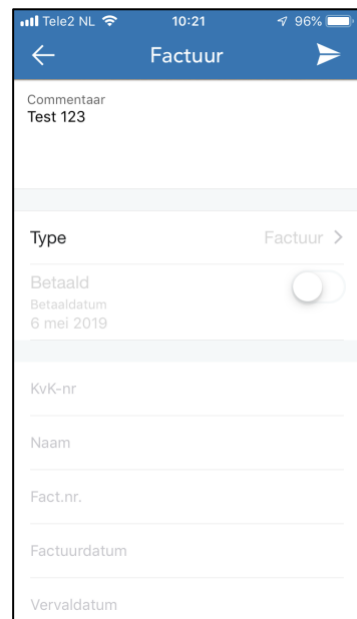 Tele2 NL 10:21 96%
Factuur
Commentaar
Test 123
Type Factuur
Betaald
Betaaldatum
6 mei 2019
KvK-nr
Naam
Fact.nr.
Factuurdatum
Vervaldatum